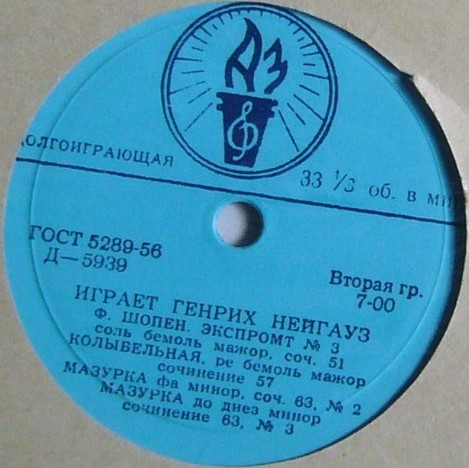 АЗ
ДОЛГОИГРАЮЩАЯ
33 ⅓ об. в ми
ГОСТ 5289-56
Д—5939
Вторая гр.
7-00
ИГРАЕТ ГЕНРИХ НЕЙГАУЗ
Ф. ШОПЕН. ЭКСПРОМТ № 3
соль бемоль мажор, соч. 51
КОЛЫБЕЛЬНАЯ, ре бемоль мажор
сочинение 57
МАЗУРКА фа минор, соч. 63, № 2
МАЗУРКА до диез минор
сочинение 63, № 3